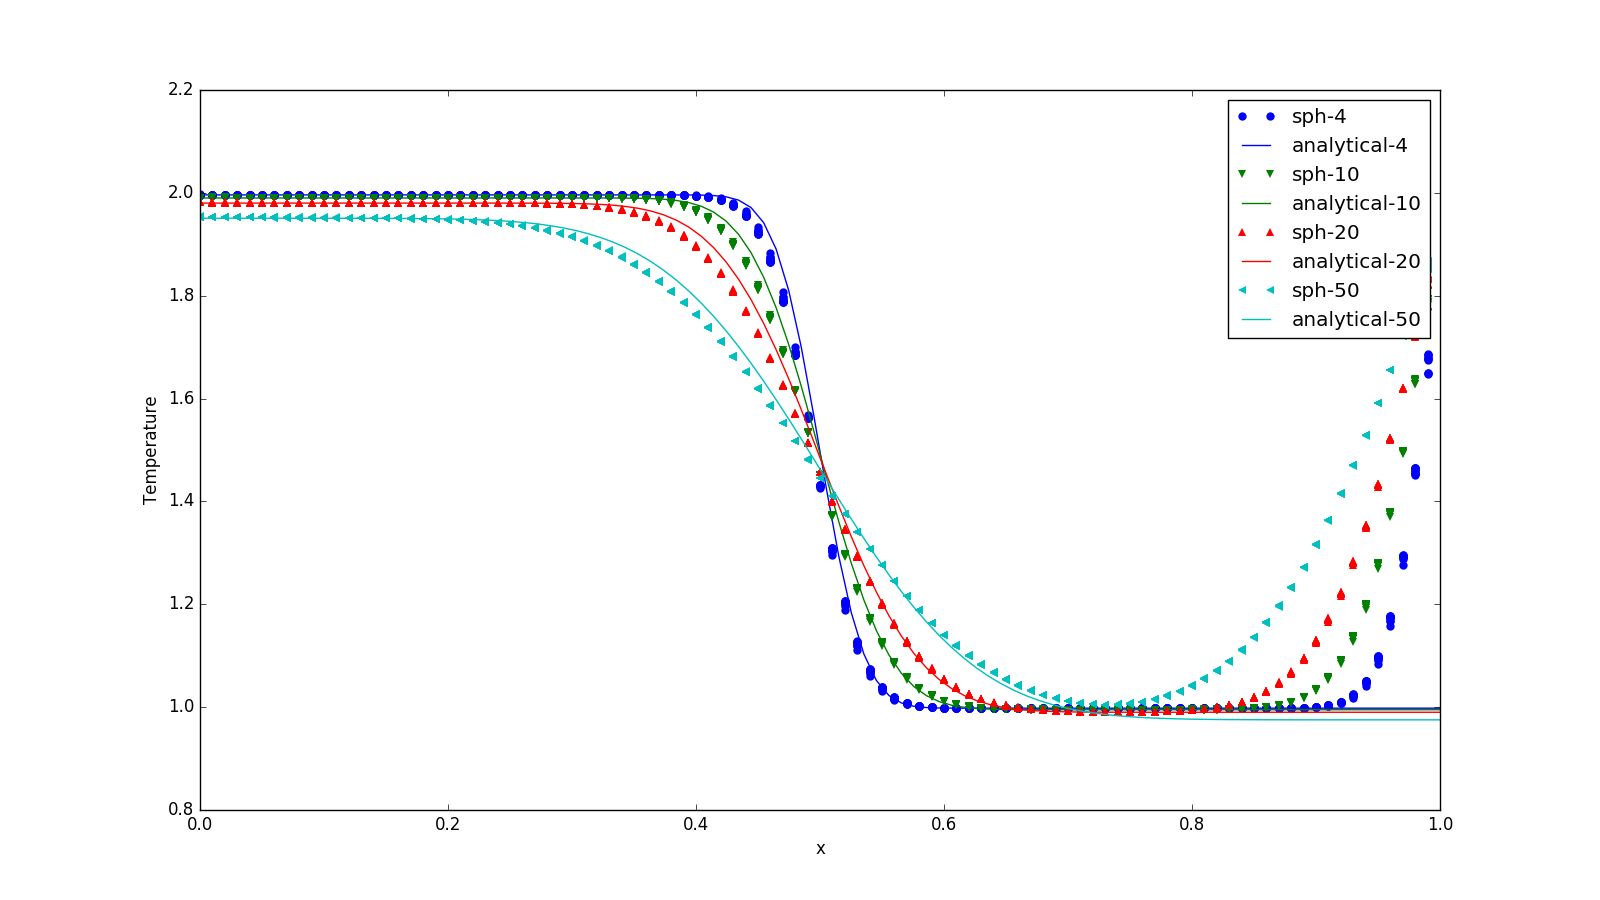 2.2
2.0
1.8
1.6
1.4
1.2
1.0
0.8
Temperature
0.0
0.2
0.4
0.6
0.8
1.0
x
sph-4
analytical-4
sph-10
analytical-10
sph-20
analytical-20
sph-50
analytical-50